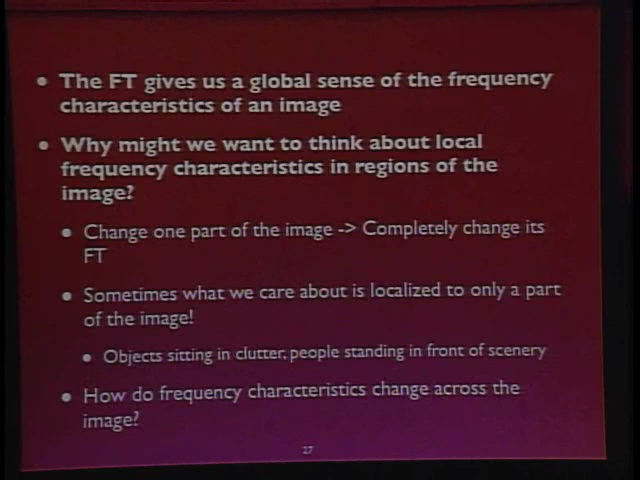 • The FT gives us a global sense of the frequency
characteristics of an image
• Why might we want to think about local
frequency characteristics in regions of the
image?
• Change one part of the image -> Completely change its
FT
• Sometimes what we care about is localized to only a part
of the image!
• Objects sitting in clutter, people standing in front of scenery
• How do frequency characteristics change across the
image?
27